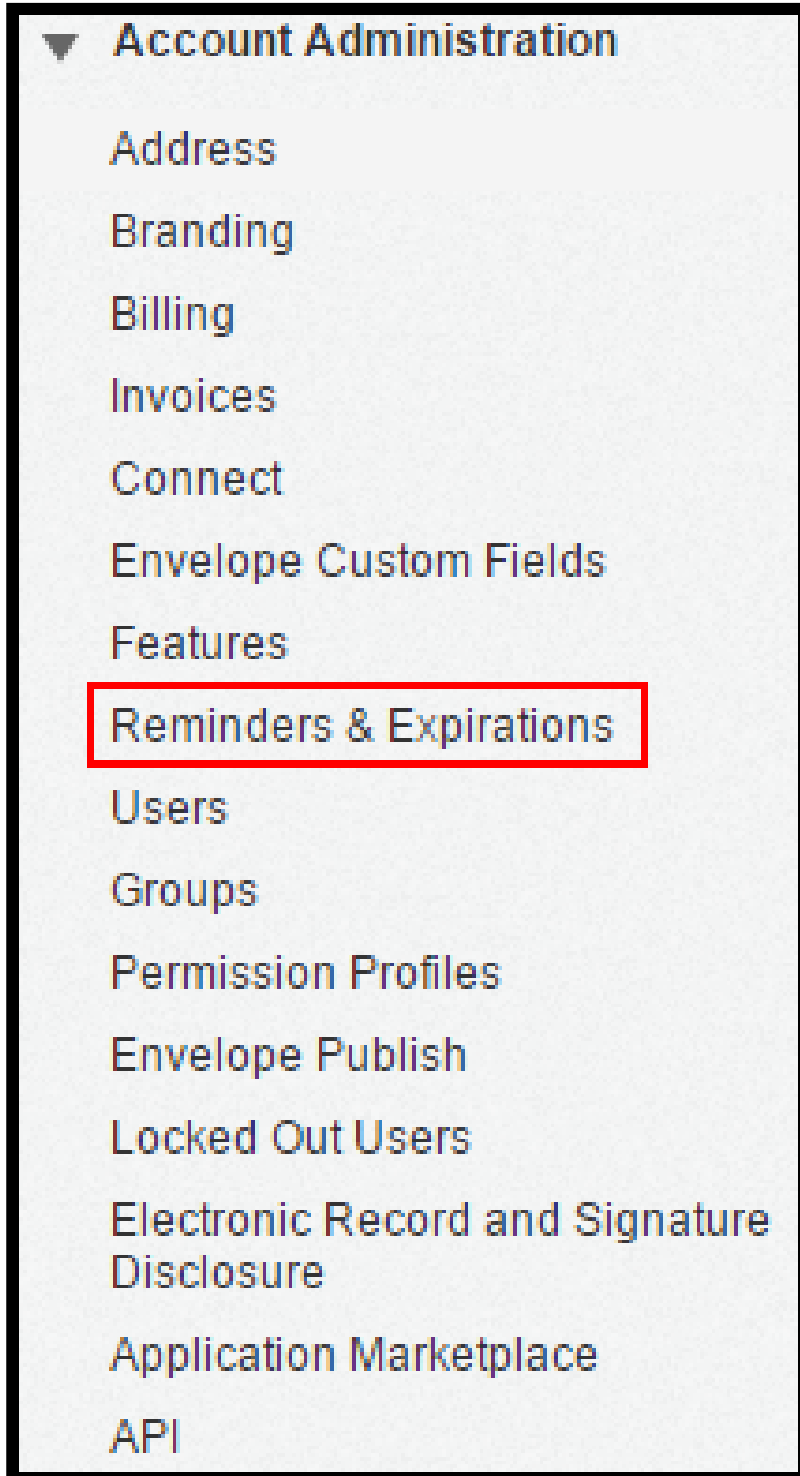 Account Administration
Address
Branding
Billing
Invoices
Connect
Envelope Custom Fields
Features
Reminders & Expirations
Users
Groups
Permission Profiles
Envelope Publish
Locked Out Users
Electronic Record and Signature
Disclosure
Application Marketplace
API